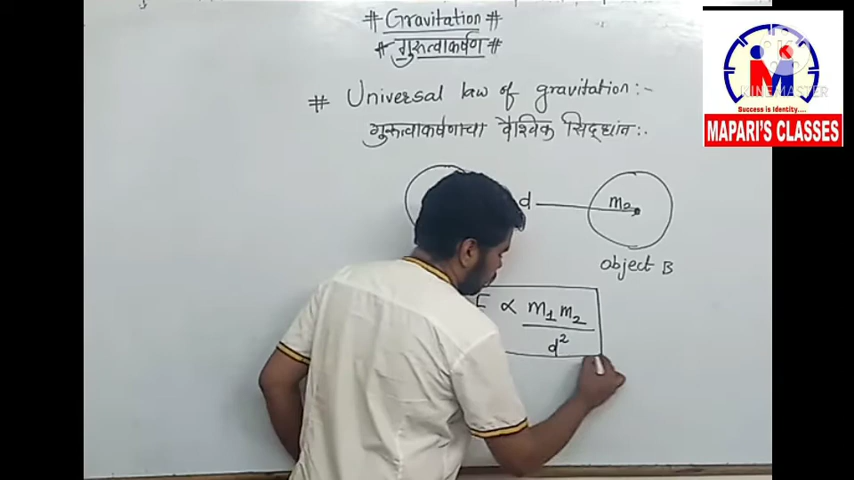 # Gravitation #
# गुरुत्वाकर्षण #
# Universal law of gravitation :-
गुरुत्वाकर्षणाचा वैश्विक सिद्धांत :.
d
m2
object B
F ∝ m1 m2
d²
KINEMASTER
Success is Identity....
MAPARI'S CLASSES